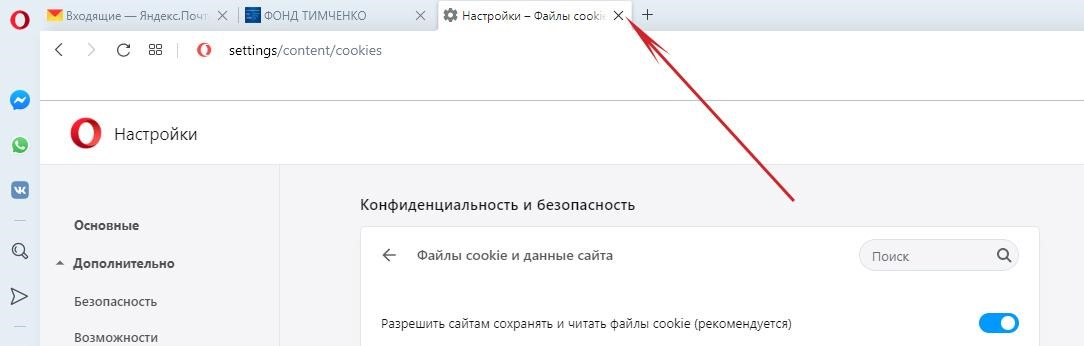 Входящие — Яндекс.Почт
ФОНД ТИМЧЕНКО
Настройки – Файлы cookie
settings/content/cookies
Настройки
Основные
Дополнительно
Безопасность
Возможности
Конфиденциальность и безопасность
Файлы cookie и данные сайта
Поиск
Разрешить сайтам сохранять и читать файлы cookie (рекомендуется)